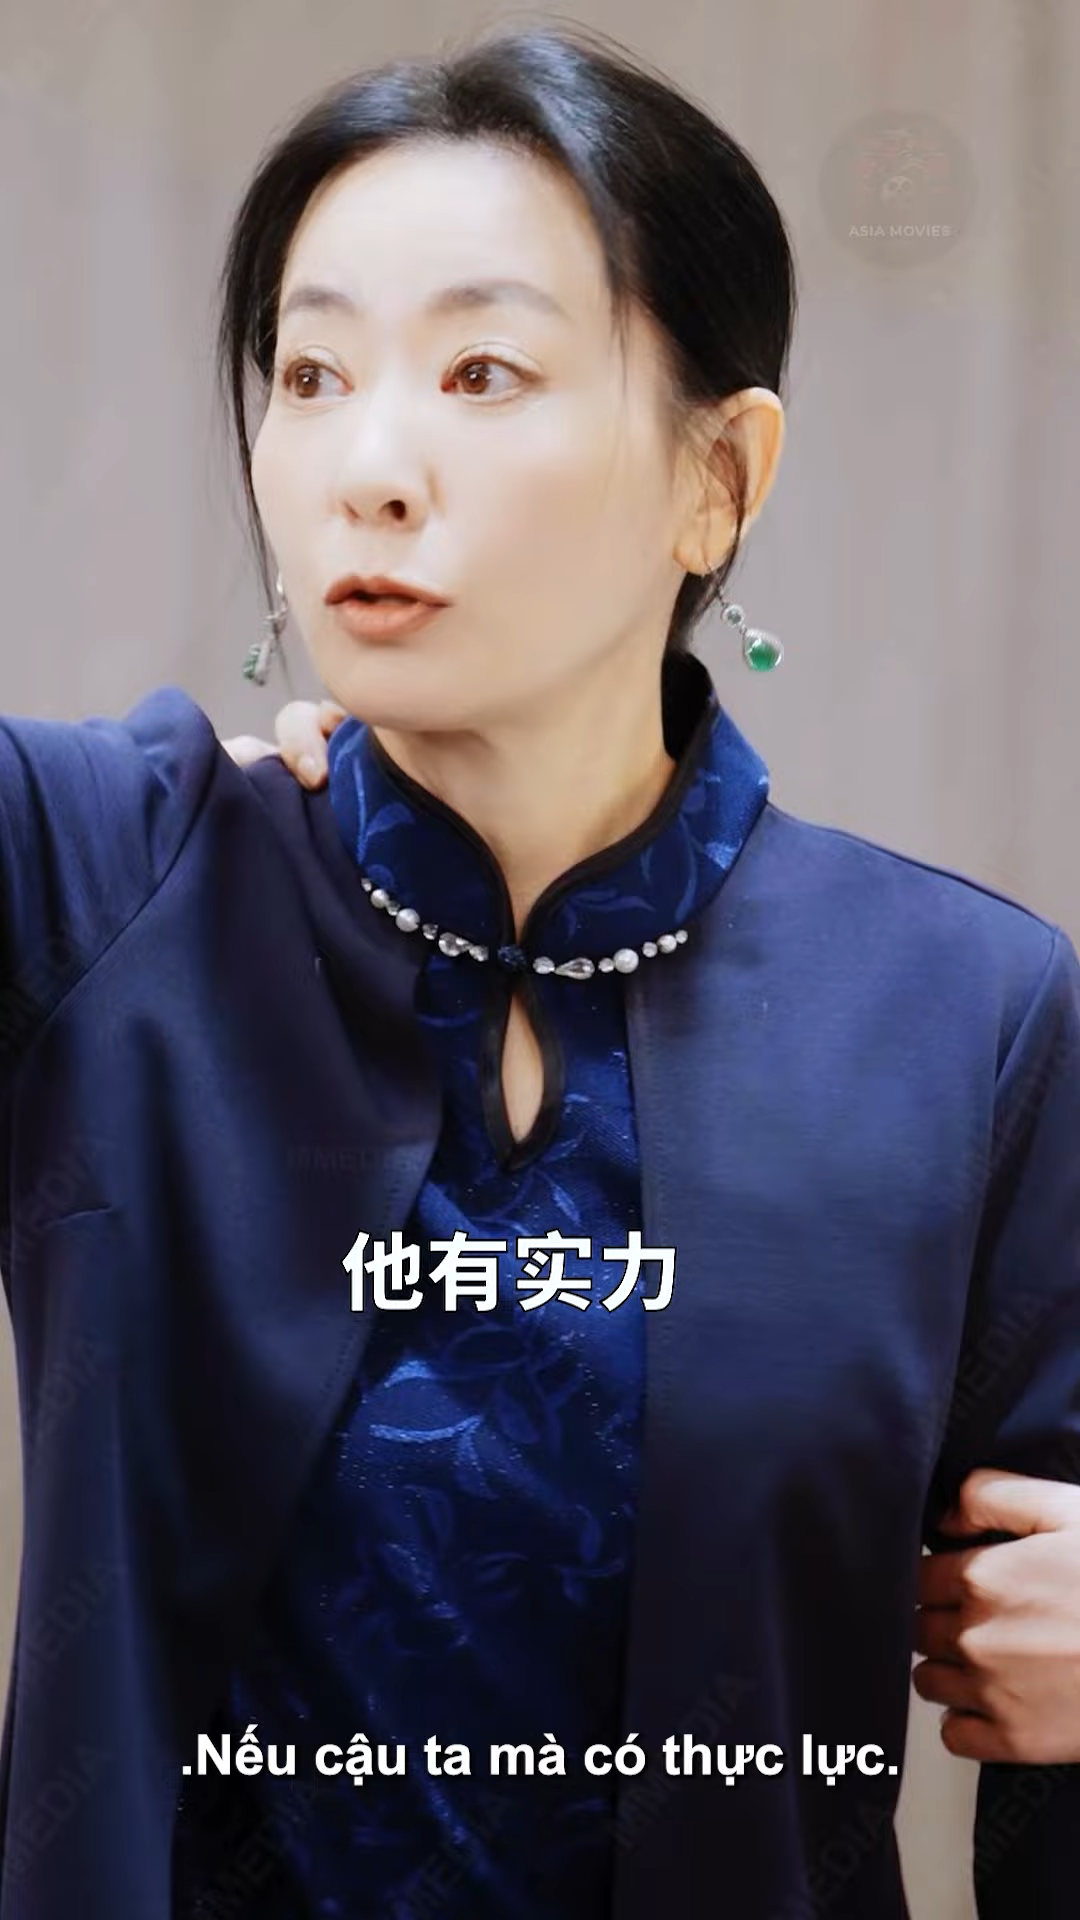 ASIA MOVIES
他有实力
.Nếu cậu ta mà có thực lực.